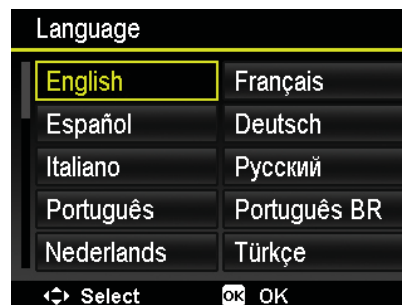 Language
English Français
Español Deutsch
Italiano Русский
Português Português BR
Nederlands Türkçe
Select OK OK